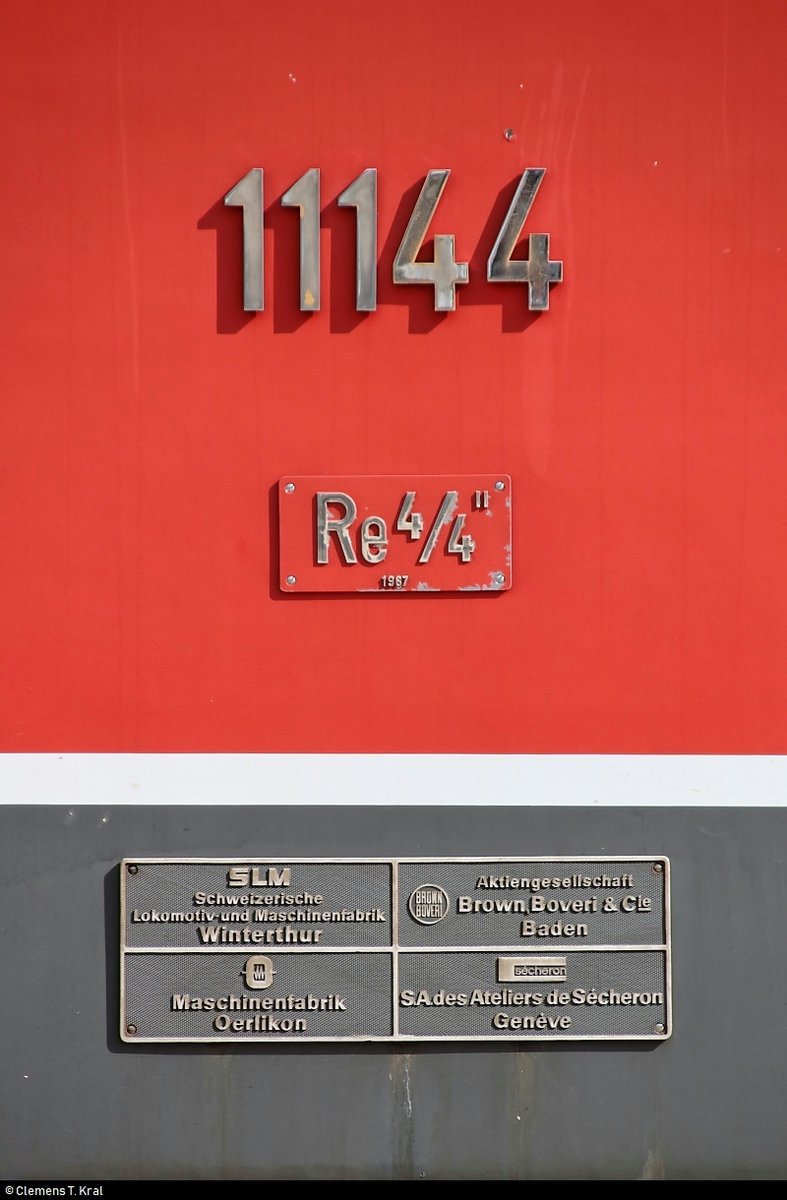 11144
Re 4/4 II
1967
SLM
Schweizerische
Lokomotiv-und Maschinenfabrik
Winterthur
BROWN
BOVERI
Aktiengesellschaft
Brown, Boveri & Cie
Baden
Maschinenfabrik
Oerlikon
sécheron
S.A. des Ateliers de Sécheron
Genève
© Clemens T. Kral